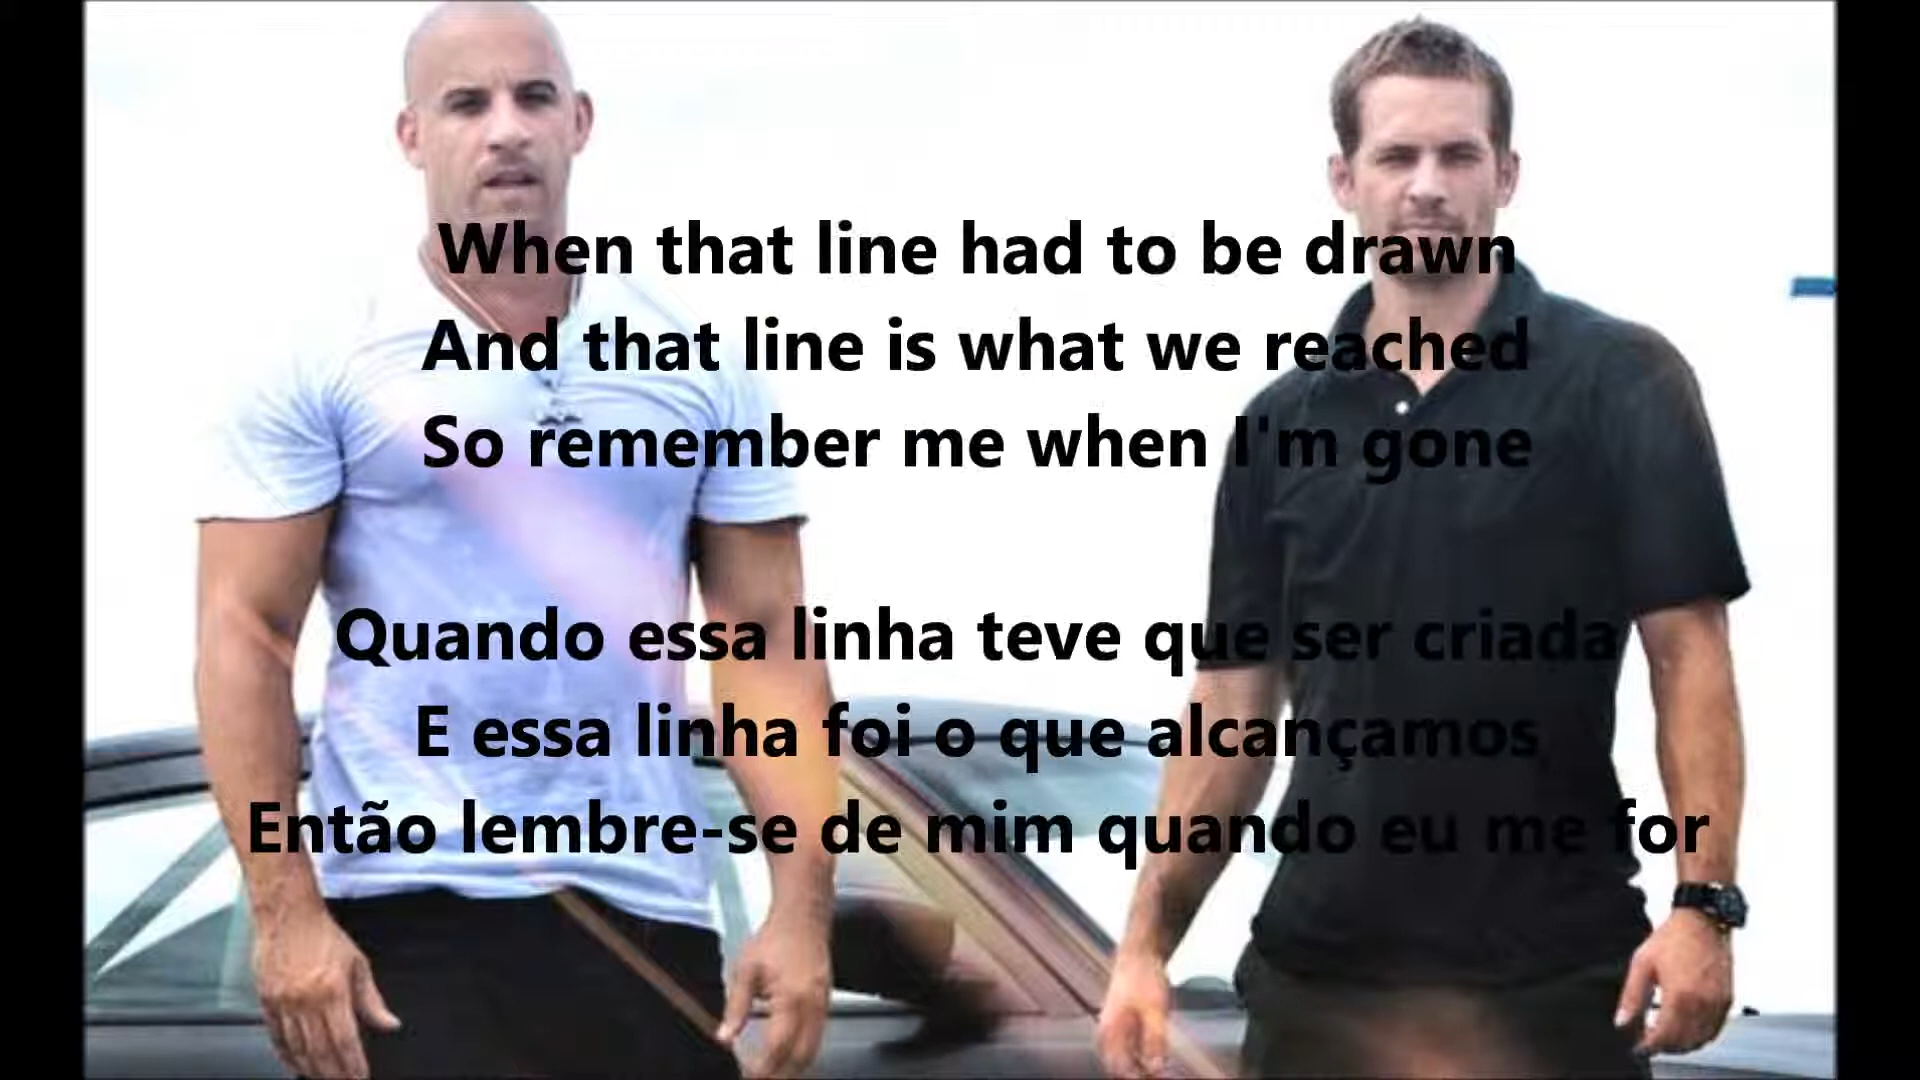 When that line had to be drawn
And that line is what we reached
So remember me when I'm gone
Quando essa linha teve que ser criada
E essa linha foi o que alcançamos
Então lembre-se de mim quando eu me for